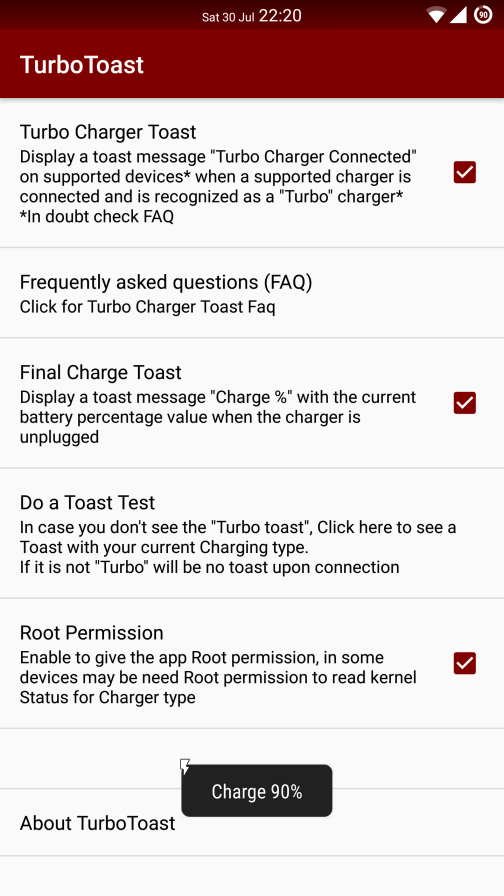 Sat 30 Jul 22:20
90
TurboToast
Turbo Charger Toast
Display a toast message "Turbo Charger Connected"
on supported devices* when a supported charger is
connected and is recognized as a "Turbo" charger*
*In doubt check FAQ
Frequently asked questions (FAQ)
Click for Turbo Charger Toast Faq
Final Charge Toast
Display a toast message "Charge %" with the current
battery percentage value when the charger is
unplugged
Do a Toast Test
In case you don't see the "Turbo toast", Click here to see a
Toast with your current Charging type.
If it is not "Turbo" will be no toast upon connection
Root Permission
Enable to give the app Root permission, in some
devices may be need Root permission to read kernel
Status for Charger type
Charge 90%
About TurboToast